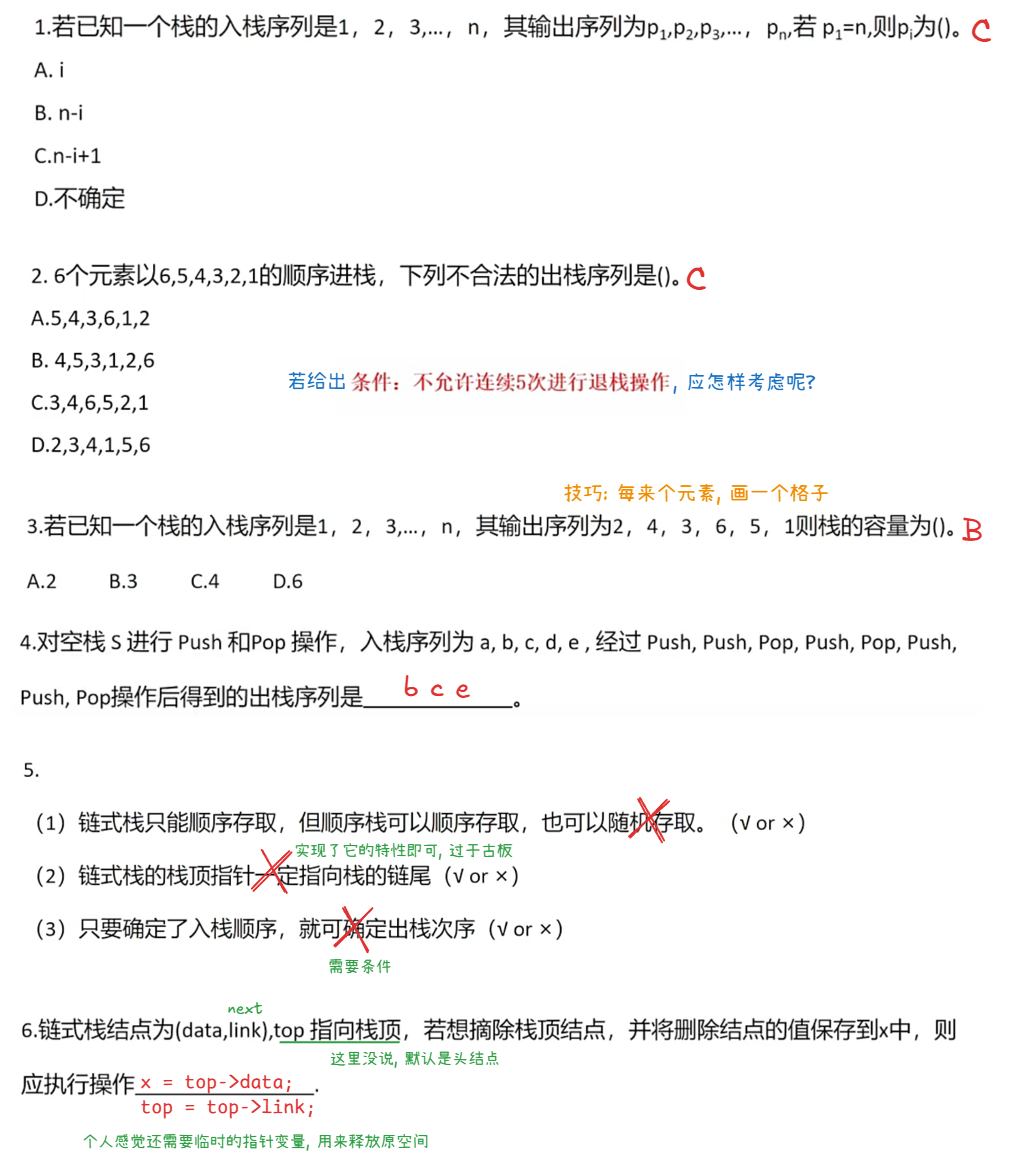 1.若已知一个栈的入栈序列是1，2，3,...，n，其输出序列为p1,p2,p3,...，pn,若 p1=n,则pi为()。C
A. i
B. n-i
C.n-i+1
D.不确定
2. 6个元素以6,5,4,3,2,1的顺序进栈，下列不合法的出栈序列是()。C
A.5,4,3,6,1,2
B. 4,5,3,1,2,6
若给出 条件：不允许连续5次进行退栈操作, 应怎样考虑呢?
C.3,4,6,5,2,1
D.2,3,4,1,5,6
技巧: 每来个元素, 画一个格子
3.若已知一个栈的入栈序列是1，2，3,...，n，其输出序列为2，4，3，6，5，1则栈的容量为()。B
A.2 B.3 C.4 D.6
4.对空栈 S 进行 Push 和Pop 操作，入栈序列为 a, b, c, d, e , 经过 Push, Push, Pop, Push, Pop, Push,
Push, Pop操作后得到的出栈序列是 b c e 。
5.
（1）链式栈只能顺序存取，但顺序栈可以顺序存取，也可以随机存取。（√ or ×）
实现了它的特性即可, 过于古板
（2）链式栈的栈顶指针一定指向栈的链尾（√ or ×）
（3）只要确定了入栈顺序，就可确定出栈次序（√ or ×）
需要条件
next
6.链式栈结点为(data,link),top 指向栈顶，若想摘除栈顶结点，并将删除结点的值保存到x中，则
这里没说, 默认是头结点
应执行操作 x = top->data; .
top = top->link;
个人感觉还需要临时的指针变量, 用来释放原空间